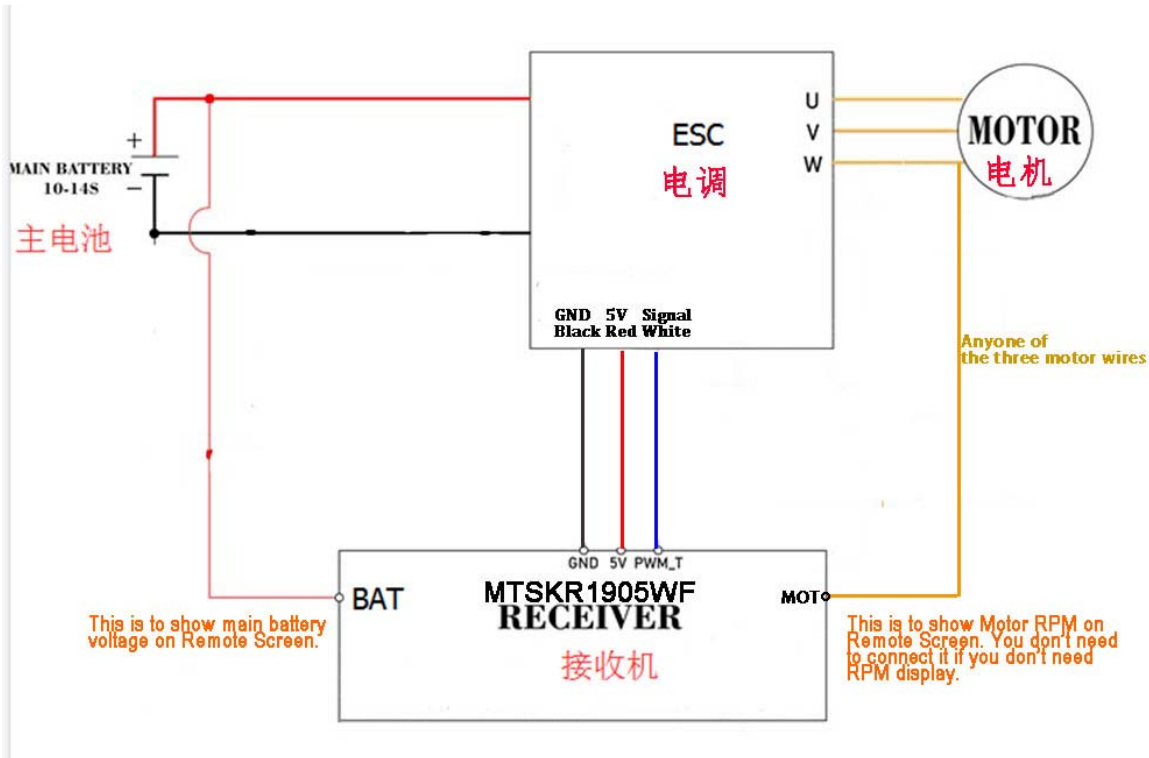 MAIN BATTERY
10-14S
+
−
主电池
ESC
电调
U
V
W
MOTOR
电机
GND 5V Signal
Black Red White
Anyone of
the three motor wires
GND 5V PWM_T
BAT
MTSKR1905WF
RECEIVER
接收机
MOT
This is to show main battery
voltage on Remote Screen.
This is to show Motor RPM on
Remote Screen. You don't need
to connect it if you don't need
RPM display.